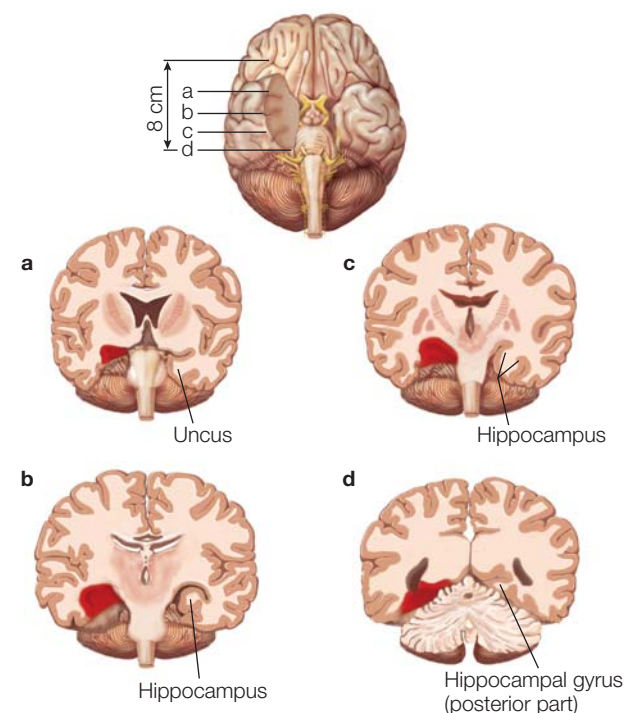 8 cm
a
b
c
d
a
Uncus
c
Hippocampus
b
Hippocampus
d
Hippocampal gyrus
(posterior part)